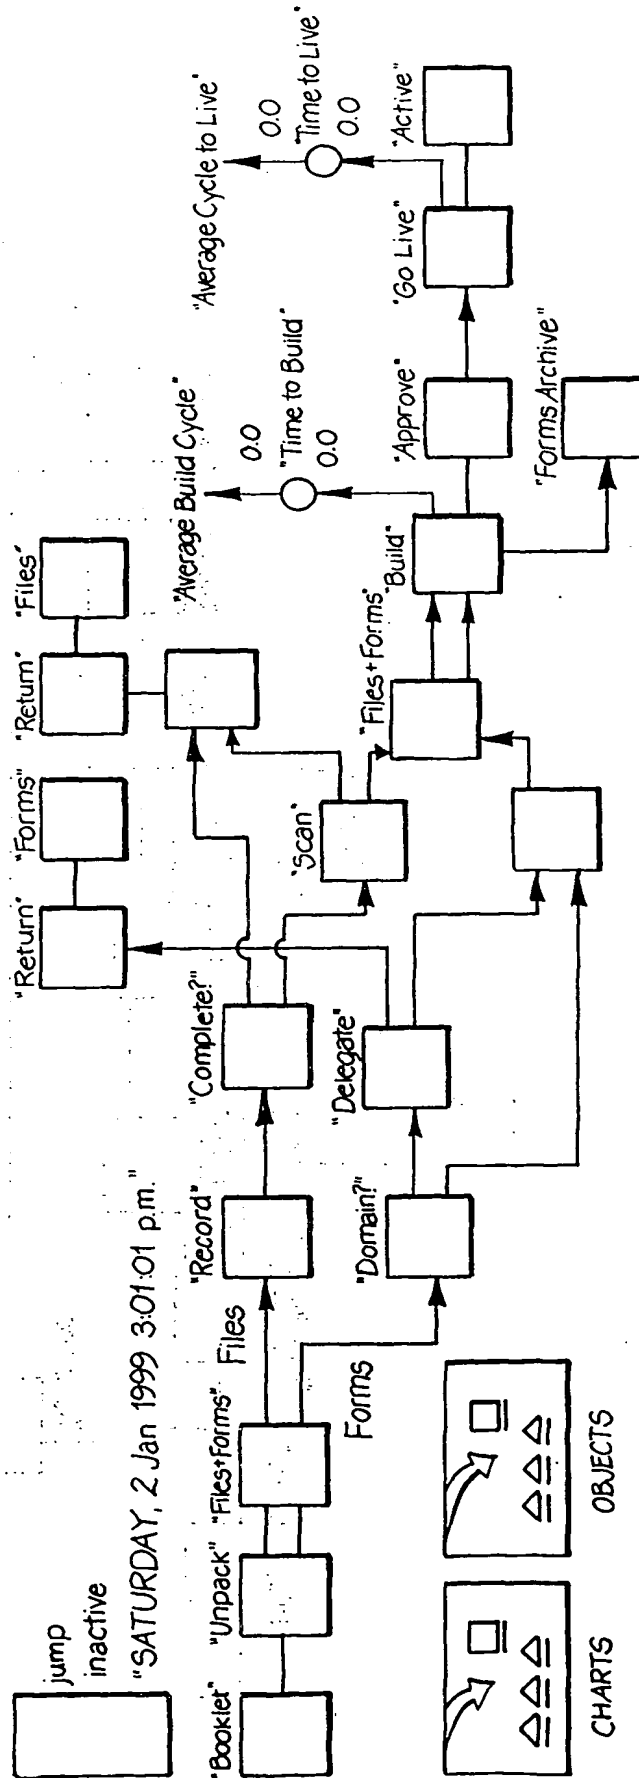 jump
inactive
"SATURDAY, 2 Jan 1999 3:01:01 p.m."
"Return"
"Forms"
"Return"
"Files"
"Average Build Cycle"
0.0
"Time to Build"
0.0
"Average Cycle to Live"
0.0
"Time to Live"
0.0
"Booklet"
"Unpack"
"Files+Forms"
Files
"Record"
"Complete?"
"Scan"
Forms
"Domain?"
"Delegate"
"Files+Forms"
"Build"
"Approve"
"Go Live"
"Active"
"Forms Archive"
CHARTS
OBJECTS